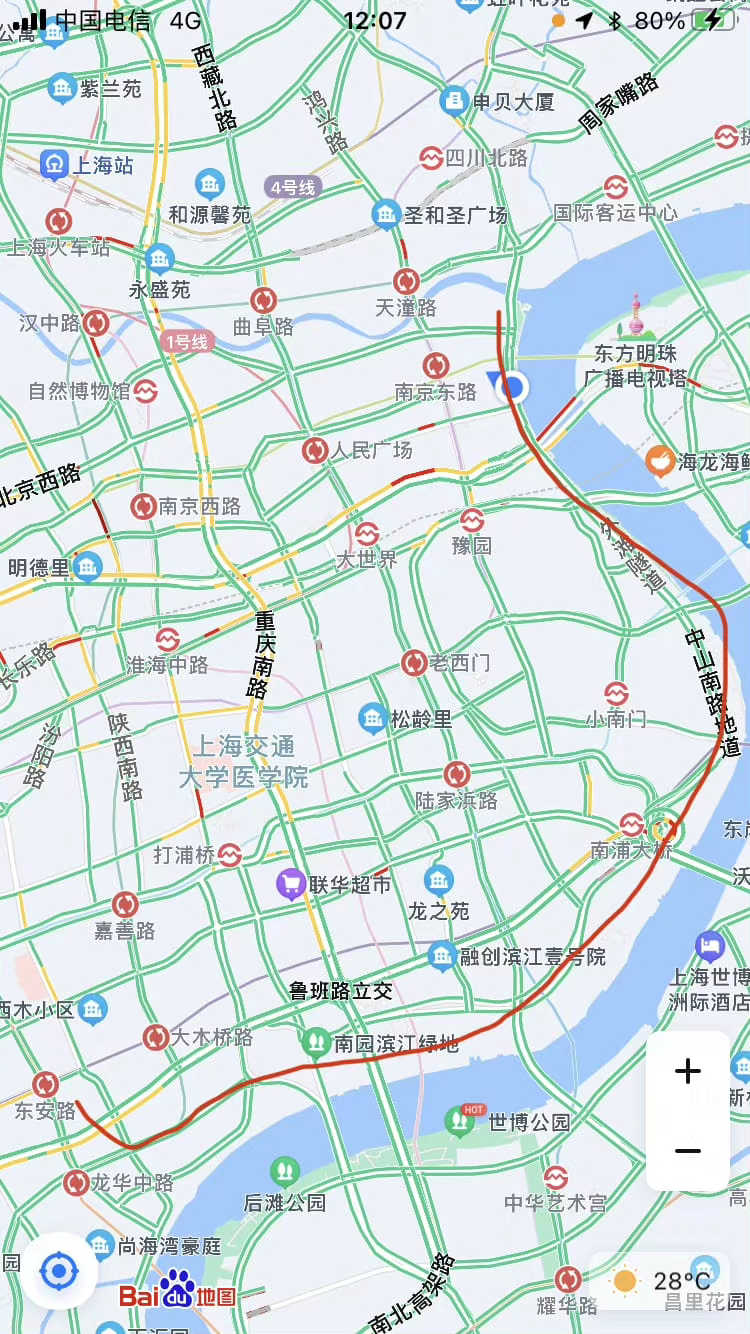 中国电信 4G
12:07
80%
公寓
西藏北路
紫兰苑
鸿兴路
申贝大厦
周家嘴路
四川北路
上海站
4号线
和源馨苑
圣和圣广场
国际客运中心
上海火车站
永盛苑
天潼路
汉中路
曲阜路
1号线
东方明珠
广播电视塔
自然博物馆
南京东路
人民广场
海龙海鲜
北京西路
南京西路
大世界
豫园
明德里
隧道
重庆南路
中山南路地道
长乐路
淮海中路
老西门
小南门
松龄里
汾阳路
陕西南路
上海交通
大学医学院
陆家浜路
打浦桥
南浦大桥
联华超市
龙之苑
嘉善路
融创滨江壹号院
上海世博
洲际酒店
鲁班路立交
西木小区
大木桥路
南园滨江绿地
+
东安路
HOT
世博公园
−
龙华中路
后滩公园
中华艺术宫
高
尚海湾豪庭
园
28°C
Bai du 地图
南北高架路
耀华路
昌里花园